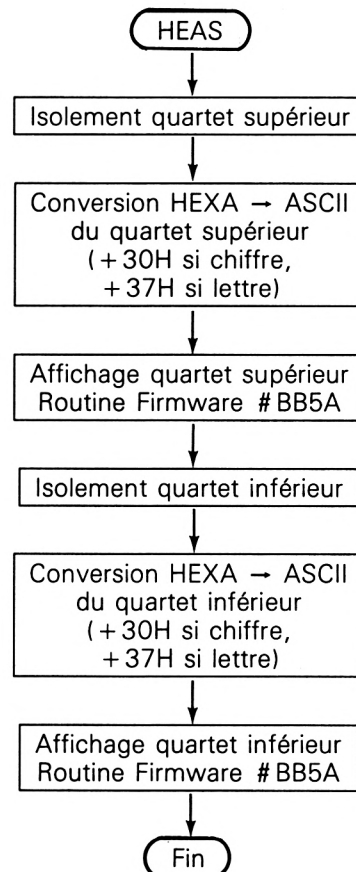 HEAS
Isolement quartet supérieur
Conversion HEXA → ASCII
du quartet supérieur
(+30H si chiffre,
+37H si lettre)
Affichage quartet supérieur
Routine Firmware #BB5A
Isolement quartet inférieur
Conversion HEXA → ASCII
du quartet inférieur
(+30H si chiffre,
+37H si lettre)
Affichage quartet inférieur
Routine Firmware #BB5A
Fin